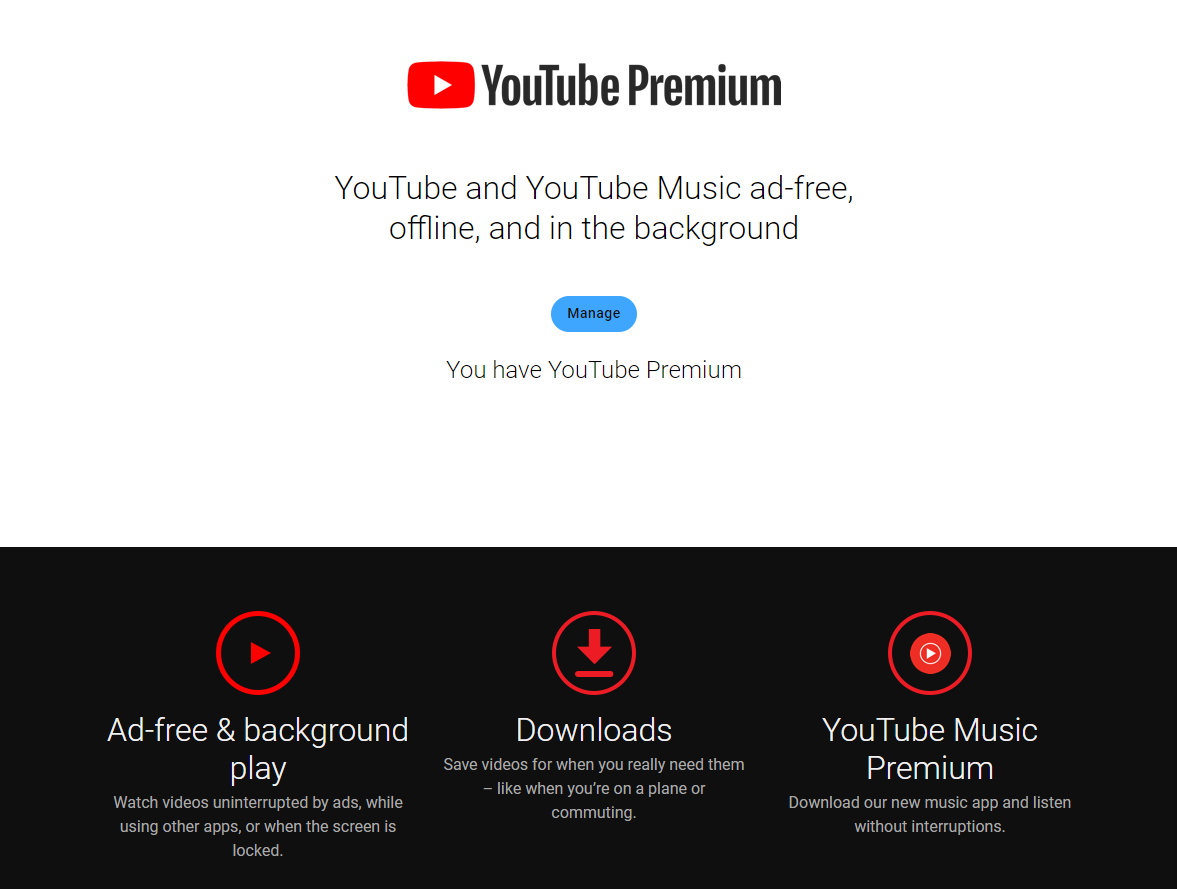 YouTube Premium
YouTube and YouTube Music ad-free,
offline, and in the background
Manage
You have YouTube Premium
Ad-free & background
play
Watch videos uninterrupted by ads, while
using other apps, or when the screen is
locked.
Downloads
Save videos for when you really need them
– like when you’re on a plane or
commuting.
YouTube Music
Premium
Download our new music app and listen
without interruptions.